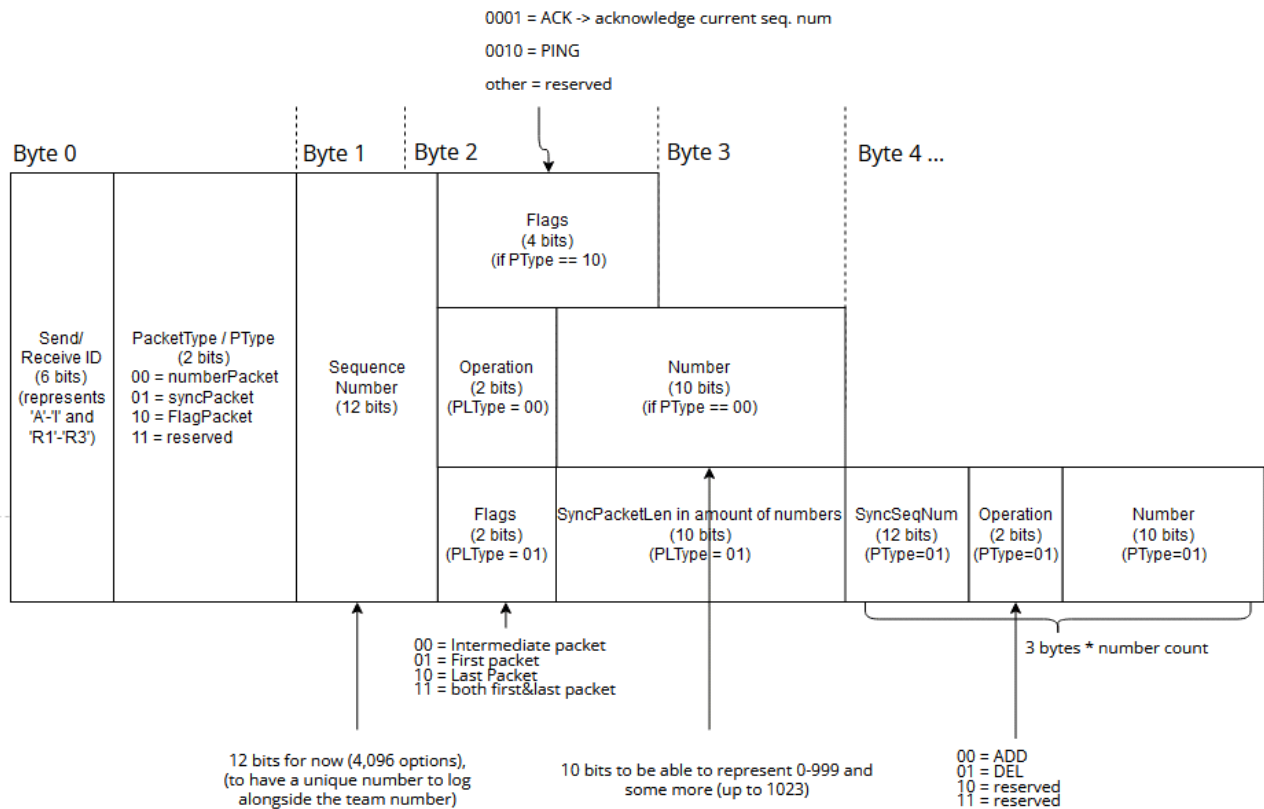 0001 = ACK -> acknowledge current seq. num
0010 = PING
other = reserved
Byte 0
Byte 1
Byte 2
Byte 3
Byte 4 ...
Flags
(4 bits)
(if PType == 10)
Send/
Receive ID
(6 bits)
(represents
'A'-'I' and
'R1'-'R3')
PacketType / PType
(2 bits)
00 = numberPacket
01 = syncPacket
10 = FlagPacket
11 = reserved
Sequence
Number
(12 bits)
Operation
(2 bits)
(PLType = 00)
Number
(10 bits)
(if PType == 00)
Flags
(2 bits)
(PLType = 01)
SyncPacketLen in amount of numbers
(10 bits)
(PLType = 01)
SyncSeqNum
(12 bits)
(PType=01)
Operation
(2 bits)
(PType=01)
Number
(10 bits)
(PType=01)
00 = Intermediate packet
01 = First packet
10 = Last Packet
11 = both first&last packet
3 bytes * number count
12 bits for now (4,096 options),
(to have a unique number to log
alongside the team number)
10 bits to be able to represent 0-999 and
some more (up to 1023)
00 = ADD
01 = DEL
10 = reserved
11 = reserved